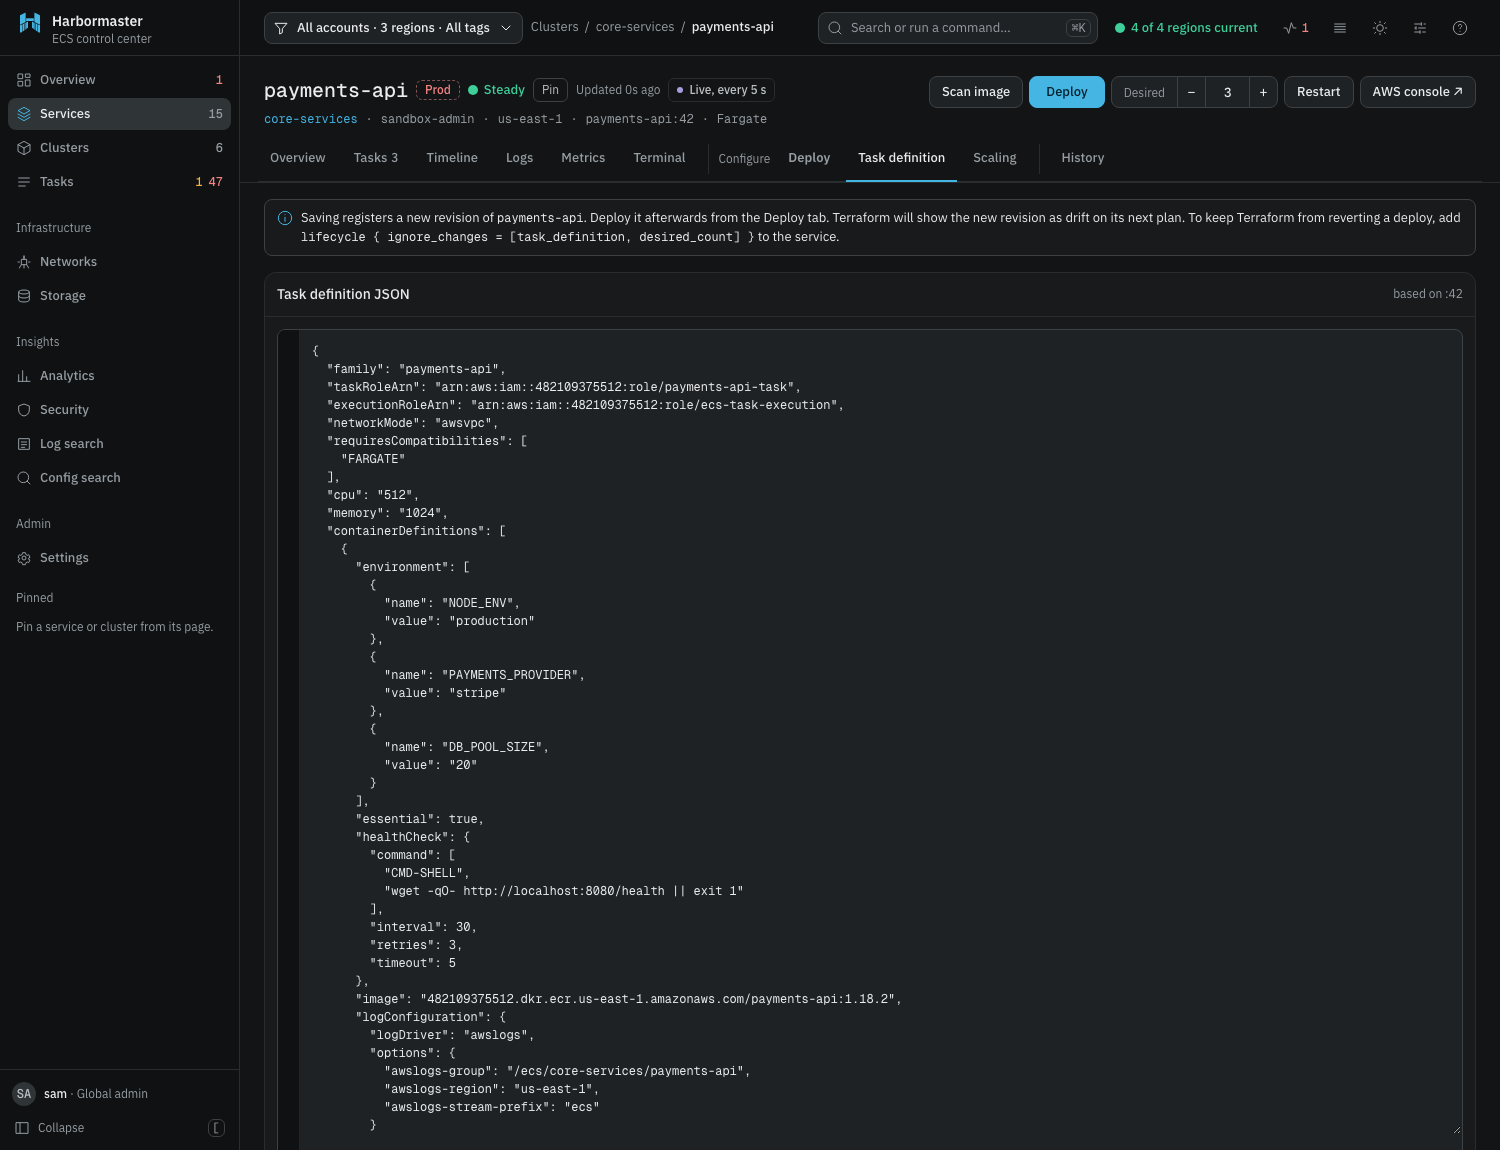 Harbormaster
ECS control center
Overview 1
Services 15
Clusters 6
Tasks 1 47
Infrastructure
Networks
Storage
Insights
Analytics
Security
Log search
Config search
Admin
Settings
Pinned
Pin a service or cluster from its page.
SA sam · Global admin
Collapse [
All accounts · 3 regions · All tags
Clusters / core-services / payments-api
Search or run a command... ⌘K
4 of 4 regions current
1
payments-api Prod Steady Pin Updated 0s ago Live, every 5 s
Scan image Deploy Desired − 3 + Restart AWS console ↗
core-services · sandbox-admin · us-east-1 · payments-api:42 · Fargate
Overview Tasks 3 Timeline Logs Metrics Terminal Configure Deploy Task definition Scaling History
Saving registers a new revision of payments-api. Deploy it afterwards from the Deploy tab. Terraform will show the new revision as drift on its next plan. To keep Terraform from reverting a deploy, add
lifecycle { ignore_changes = [task_definition, desired_count] } to the service.
Task definition JSON based on :42
{
"family": "payments-api",
"taskRoleArn": "arn:aws:iam::482109375512:role/payments-api-task",
"executionRoleArn": "arn:aws:iam::482109375512:role/ecs-task-execution",
"networkMode": "awsvpc",
"requiresCompatibilities": [
"FARGATE"
],
"cpu": "512",
"memory": "1024",
"containerDefinitions": [
{
"environment": [
{
"name": "NODE_ENV",
"value": "production"
},
{
"name": "PAYMENTS_PROVIDER",
"value": "stripe"
},
{
"name": "DB_POOL_SIZE",
"value": "20"
}
],
"essential": true,
"healthCheck": {
"command": [
"CMD-SHELL",
"wget -qO- http://localhost:8080/health || exit 1"
],
"interval": 30,
"retries": 3,
"timeout": 5
},
"image": "482109375512.dkr.ecr.us-east-1.amazonaws.com/payments-api:1.18.2",
"logConfiguration": {
"logDriver": "awslogs",
"options": {
"awslogs-group": "/ecs/core-services/payments-api",
"awslogs-region": "us-east-1",
"awslogs-stream-prefix": "ecs"
}